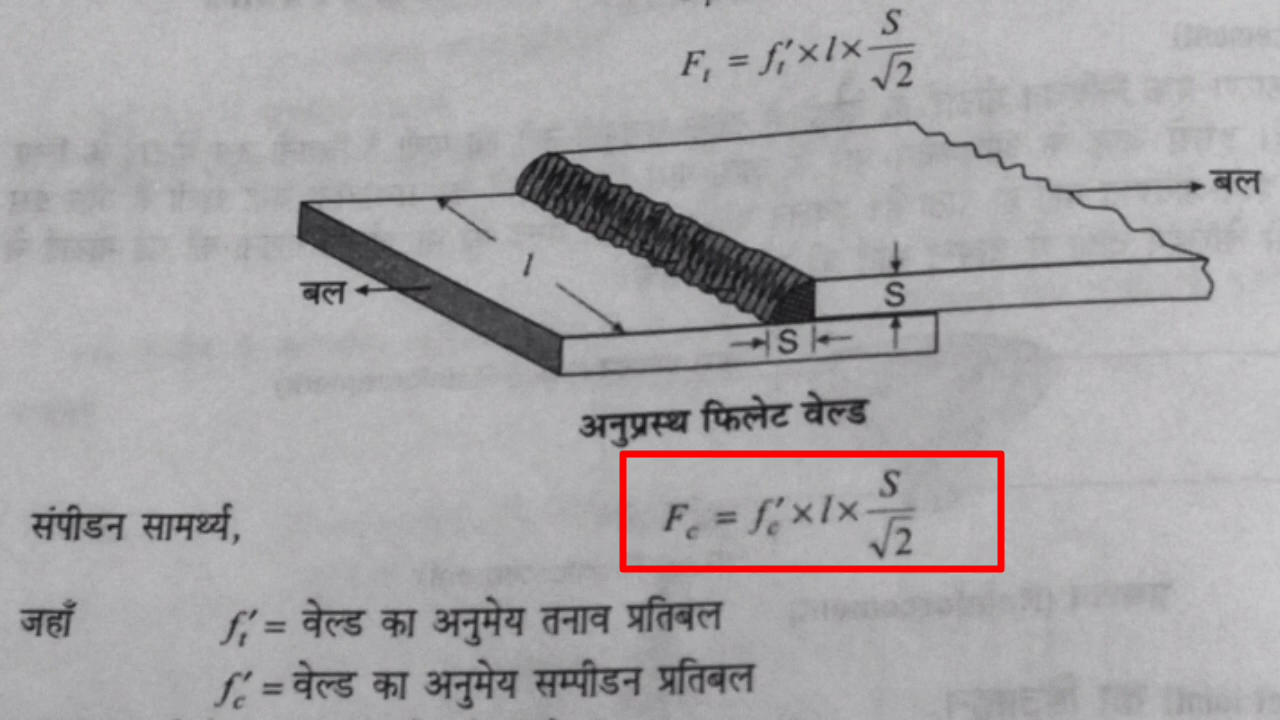 F_t = f_t′ × l × S/√2
बल
l
S
बल
S
अनुप्रस्थ फिलेट वेल्ड
संपीडन सामर्थ्य, F_c = f_c′ × l × S/√2
जहाँ f_t′ = वेल्ड का अनुमेय तनाव प्रतिबल
f_c′ = वेल्ड का अनुमेय सम्पीडन प्रतिबल